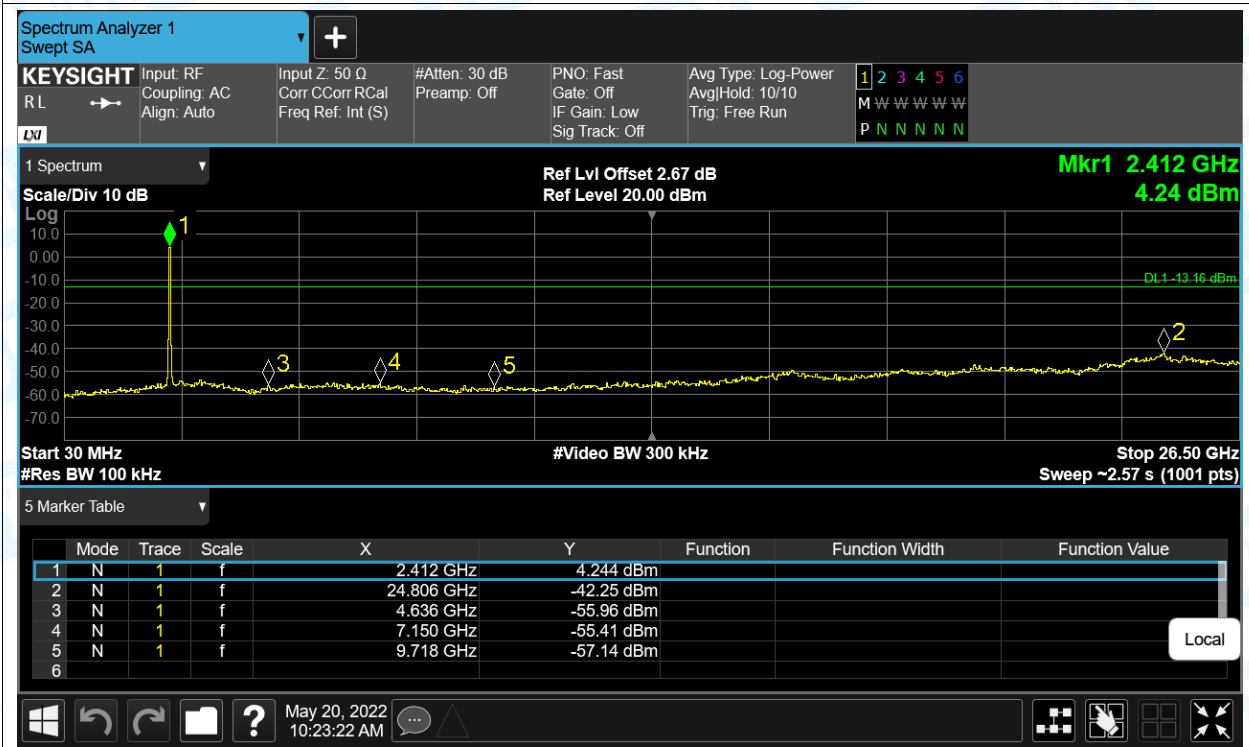 Spectrum Analyzer 1
Swept SA
KEYSIGHT
R L
LXI
Input: RF
Coupling: AC
Align: Auto
Input Z: 50 Ω
Corr CCorr RCal
Freq Ref: Int (S)
#Atten: 30 dB
Preamp: Off
PNO: Fast
Gate: Off
IF Gain: Low
Sig Track: Off
Avg Type: Log-Power
Avg|Hold: 10/10
Trig: Free Run
1 2 3 4 5 6
M W W W W W
P N N N N N
1 Spectrum
Scale/Div 10 dB
Ref Lvl Offset 2.67 dB
Ref Level 20.00 dBm
Mkr1 2.412 GHz
4.24 dBm
Log
10.0
0.00
-10.0
-20.0
-30.0
-40.0
-50.0
-60.0
-70.0
1
DL1 -13.16 dBm
2
3
4
5
Start 30 MHz
#Video BW 300 kHz
Stop 26.50 GHz
#Res BW 100 kHz
Sweep ~2.57 s (1001 pts)
5 Marker Table
Mode Trace Scale X Y Function Function Width Function Value
1 N 1 f 2.412 GHz 4.244 dBm
2 N 1 f 24.806 GHz -42.25 dBm
3 N 1 f 4.636 GHz -55.96 dBm
4 N 1 f 7.150 GHz -55.41 dBm
5 N 1 f 9.718 GHz -57.14 dBm
6
Local
?
May 20, 2022
10:23:22 AM